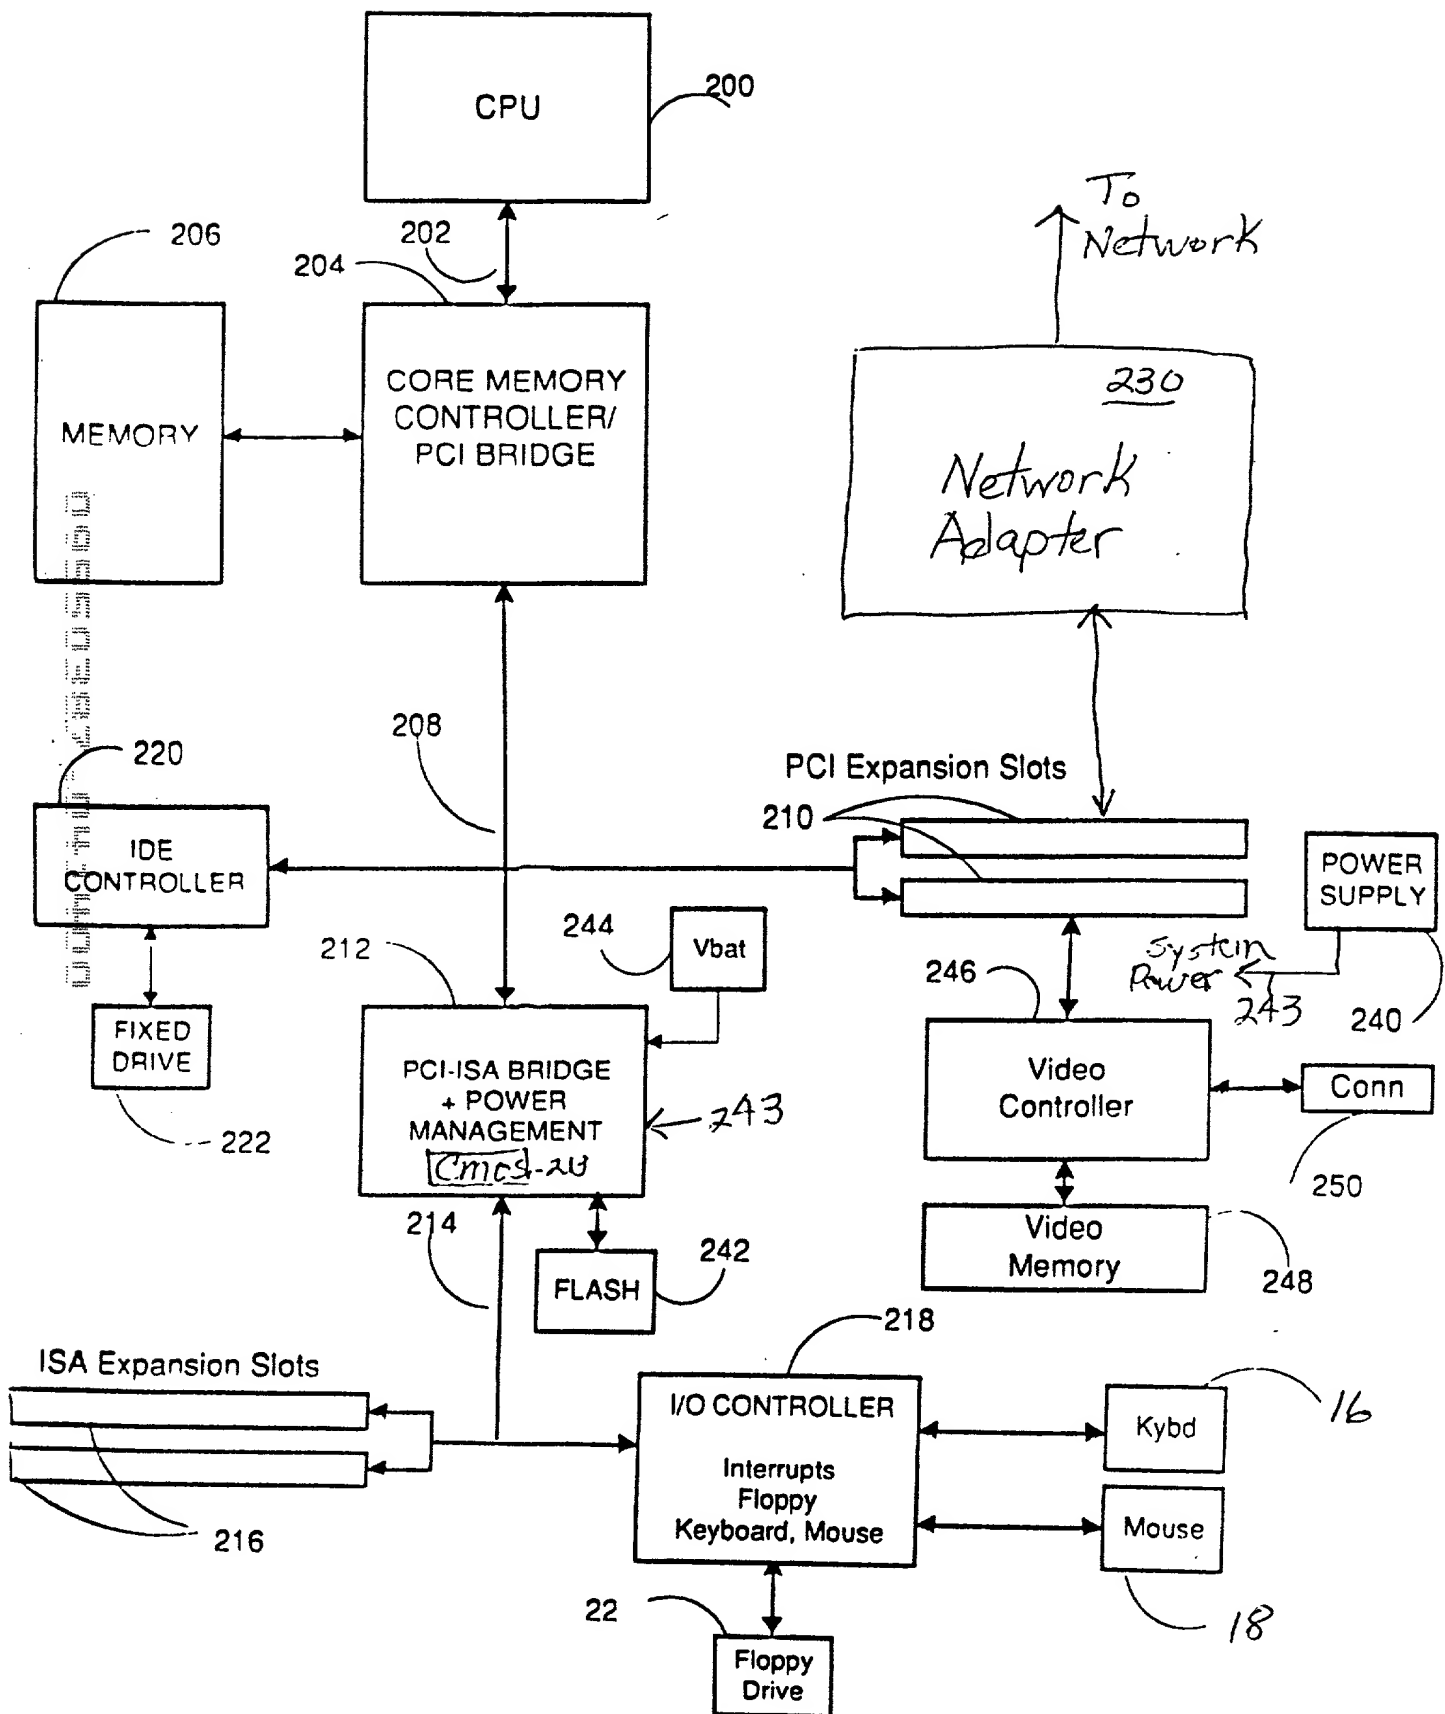 CPU
200
To
Network
206
202
204
MEMORY
CORE MEMORY
CONTROLLER/
PCI BRIDGE
230
Network
Adapter
208
220
PCI Expansion Slots
210
IDE
CONTROLLER
POWER
SUPPLY
244
Vbat
212
246
System
Power
243
240
FIXED
DRIVE
222
PCI-ISA BRIDGE
+ POWER
MANAGEMENT
Cmos
243
Video
Controller
Conn
250
214
FLASH
242
Video
Memory
248
218
ISA Expansion Slots
216
I/O CONTROLLER
Interrupts
Floppy
Keyboard, Mouse
Kybd
16
Mouse
18
22
Floppy
Drive